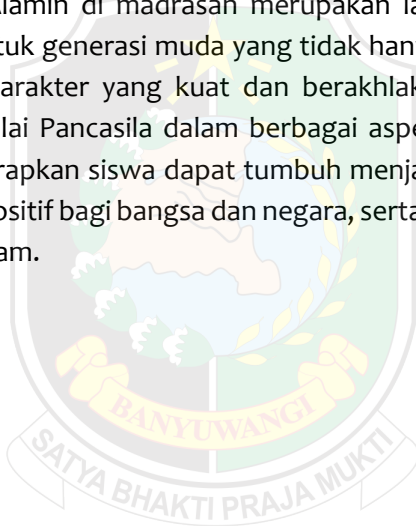 Alamin di madrasah merupakan la
tuk generasi muda yang tidak han
arakter yang kuat dan berakhlak
lai Pancasila dalam berbagai aspe
rapkan siswa dapat tumbuh menja
ositif bagi bangsa dan negara, serta
am.
BANYUWANGI
SATYA BHAKTI PRAJA MUKTI